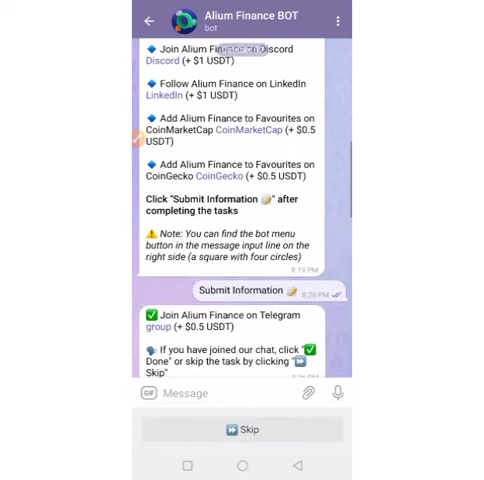 Alium Finance BOT
bot
Join Alium Discord
Discord (+ $1 USDT)
Follow Alium Finance on LinkedIn
LinkedIn (+ $1 USDT)
Add Alium Finance to Favourites on
CoinMarketCap CoinMarketCap (+ $0.5
USDT)
Add Alium Finance to Favourites on
CoinGecko CoinGecko (+ $0.5 USDT)
Click "Submit Information 📝" after
completing the tasks
⚠️ Note: You can find the bot menu
button in the message input line on the
right side (a square with four circles)
8:19 PM
Submit Information 📝 8:26 PM
✅ Join Alium Finance on Telegram
group (+ $0.5 USDT)
🗣 If you have joined our chat, click "✅
Done" or skip the task by clicking "⏩
Skip"
GIF Message
⏩ Skip